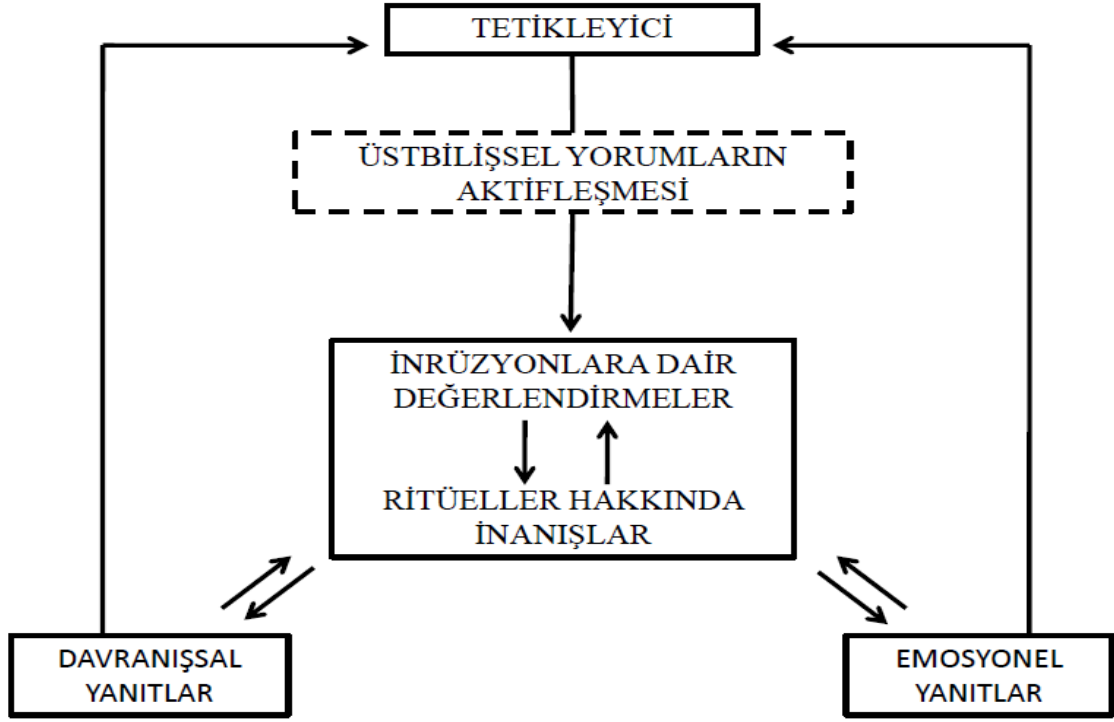 TETİKLEYİCİ
ÜSTBİLİŞSEL YORUMLARIN
AKTİFLEŞMESİ
İNRÜZYONLARA DAİR
DEĞERLENDİRMELER
RİTÜELLER HAKKINDA
İNANIŞLAR
DAVRANIŞSAL
YANITLAR
EMOSYONEL
YANITLAR